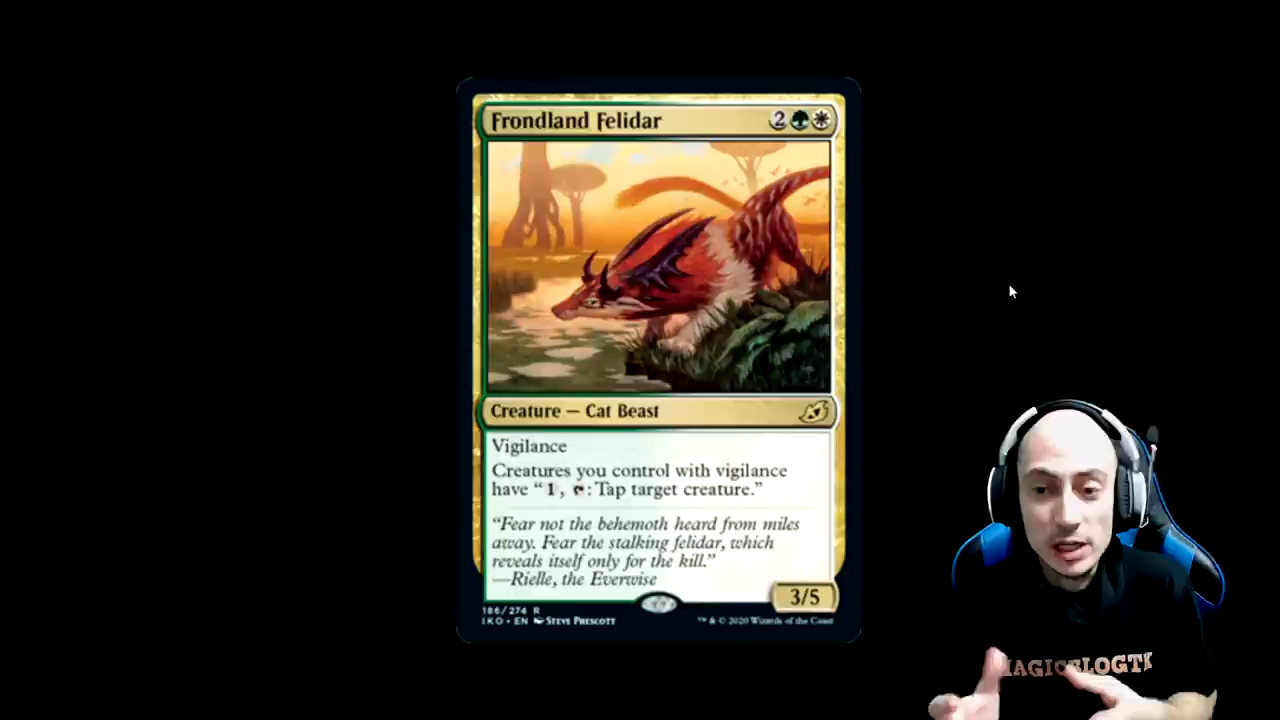 Frondland Felidar 2
Creature — Cat Beast
Vigilance
Creatures you control with vigilance
have “1, : Tap target creature.”
“Fear not the behemoth heard from miles
away. Fear the stalking felidar, which
reveals itself only for the kill.”
—Rielle, the Everwise
3/5
186/274 R
IKO • EN STEVE PRESCOTT
™ & © 2020 Wizards of the Coast